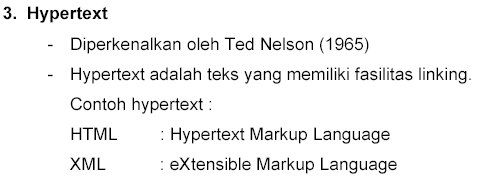 3. Hypertext
- Diperkenalkan oleh Ted Nelson (1965)
- Hypertext adalah teks yang memiliki fasilitas linking.
Contoh hypertext :
HTML : Hypertext Markup Language
XML : eXtensible Markup Language